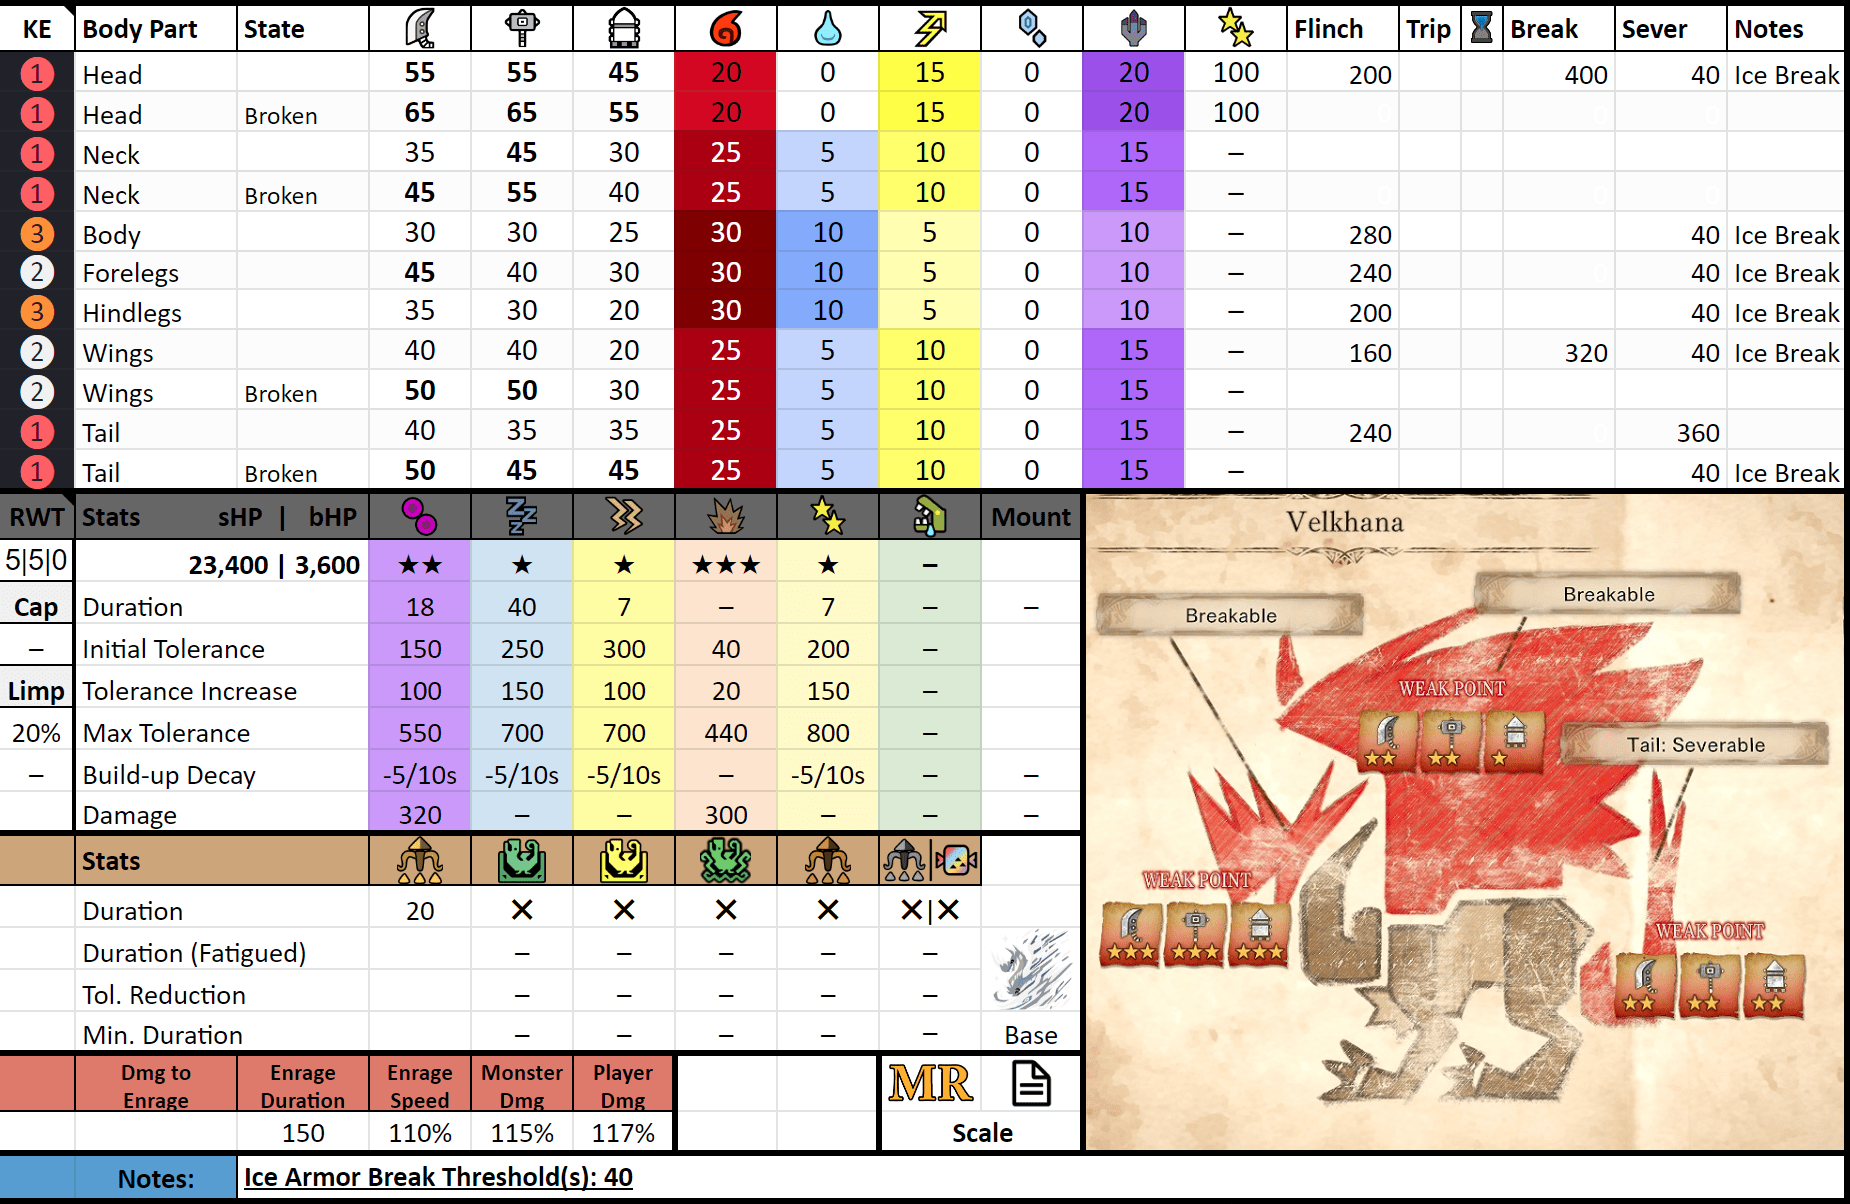 KE Body Part State Flinch Trip Break Sever Notes
1 Head 55 55 45 20 0 15 0 20 100 200 400 40 Ice Break
1 Head Broken 65 65 55 20 0 15 0 20 100
1 Neck 35 45 30 25 5 10 0 15 –
1 Neck Broken 45 55 40 25 5 10 0 15 –
3 Body 30 30 25 30 10 5 0 10 – 280 40 Ice Break
2 Forelegs 45 40 30 30 10 5 0 10 – 240 40 Ice Break
3 Hindlegs 35 30 20 30 10 5 0 10 – 200 40 Ice Break
2 Wings 40 40 20 25 5 10 0 15 – 160 320 40 Ice Break
2 Wings Broken 50 50 30 25 5 10 0 15 –
1 Tail 40 35 35 25 5 10 0 15 – 240 360
1 Tail Broken 50 45 45 25 5 10 0 15 – 40 Ice Break
RWT Stats sHP | bHP Mount
5|5|0 23,400 | 3,600 ★★ ★ ★ ★★★ ★ –
Cap Duration 18 40 7 – 7 – –
– Initial Tolerance 150 250 300 40 200 –
Limp Tolerance Increase 100 150 100 20 150 –
20% Max Tolerance 550 700 700 440 800 –
– Build-up Decay -5/10s -5/10s -5/10s – -5/10s – –
Damage 320 – – 300 – – –
Stats
Duration 20 ✕ ✕ ✕ ✕ ✕|✕
Duration (Fatigued) – – – – –
Tol. Reduction – – – – –
Min. Duration – – – – – Base
Dmg to Enrage Enrage Duration Enrage Speed Monster Dmg Player Dmg MR
150 110% 115% 117% Scale
Velkhana
Breakable
Breakable
WEAK POINT
Tail: Severable
WEAK POINT
WEAK POINT
Notes: Ice Armor Break Threshold(s): 40